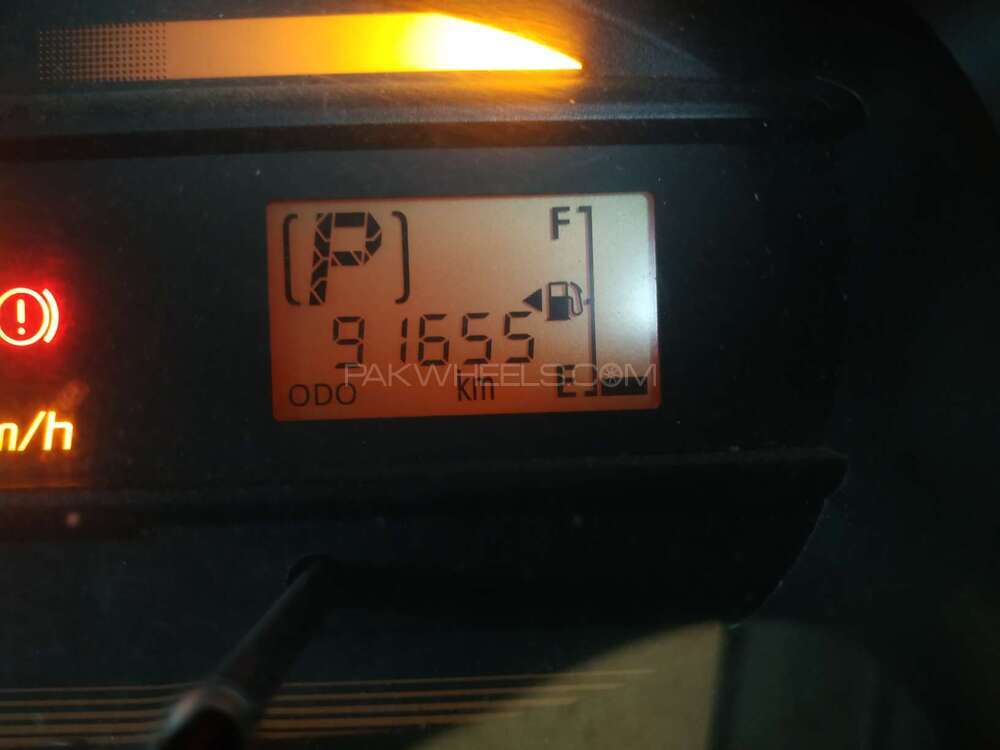 (P)
F
91655
PAKWHEELS.COM
ODO km E
m/h